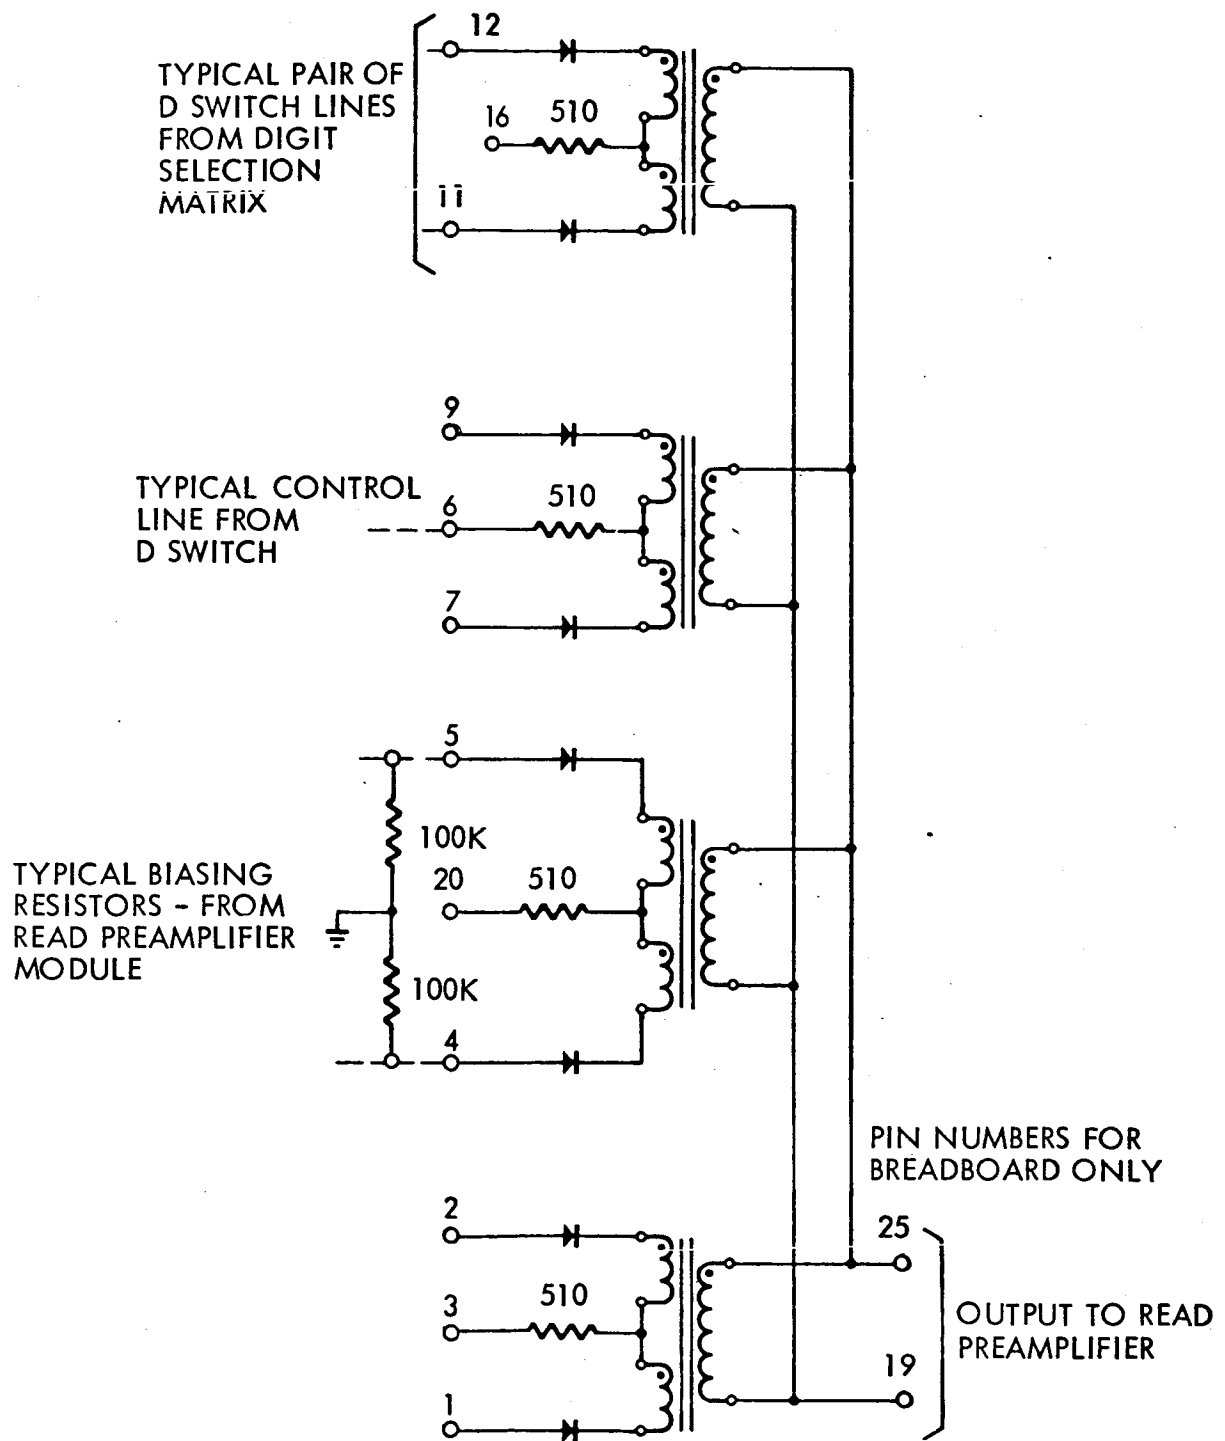 12
TYPICAL PAIR OF
D SWITCH LINES
FROM DIGIT
SELECTION
MATRIX
16
510
11
9
TYPICAL CONTROL
LINE FROM
D SWITCH
6
510
7
5
100K
TYPICAL BIASING
RESISTORS - FROM
READ PREAMPLIFIER
MODULE
20
510
100K
4
PIN NUMBERS FOR
BREADBOARD ONLY
2
25
3
510
OUTPUT TO READ
PREAMPLIFIER
19
1